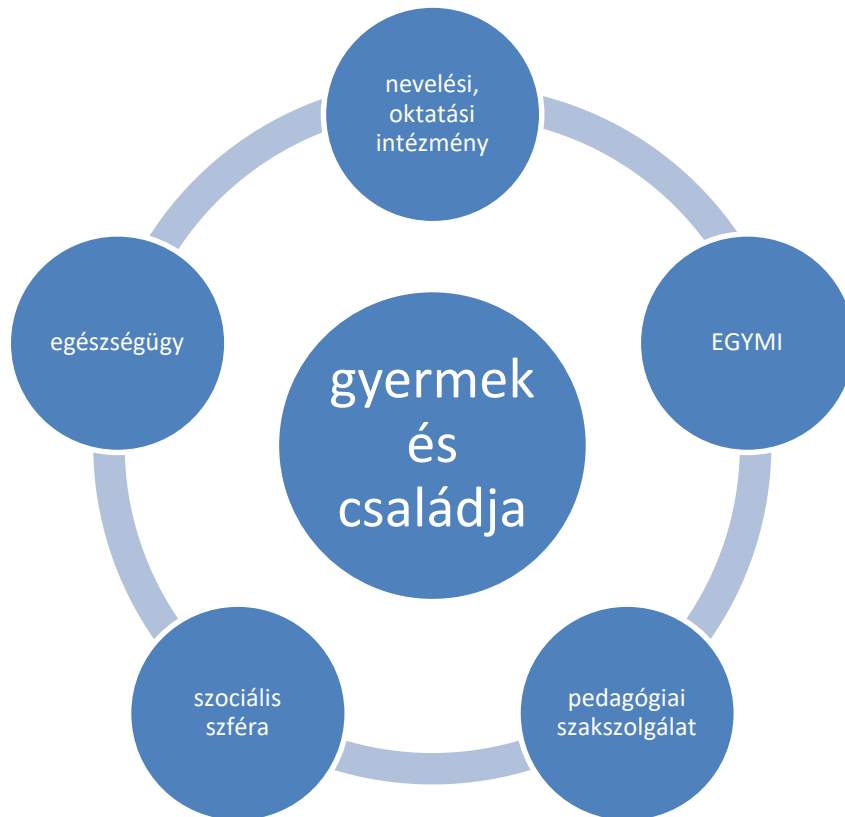 nevelési,
oktatási
intézmény
egészségügy
EGYMI
gyermek
és
családja
szociális
szféra
pedagógiai
szakszolgálat